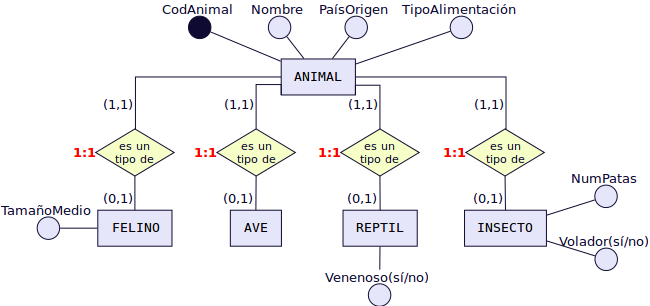 CodAnimal Nombre PaísOrigen TipoAlimentación
ANIMAL
(1,1) (1,1) (1,1) (1,1)
1:1 es un tipo de 1:1 es un tipo de 1:1 es un tipo de 1:1 es un tipo de
(0,1) (0,1) (0,1) (0,1)
NumPatas
TamañoMedio
FELINO AVE REPTIL INSECTO
Volador(sí/no)
Venenoso(sí/no)